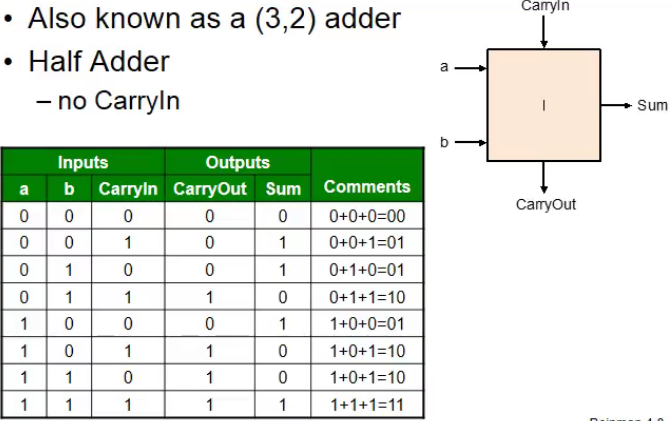 • Also known as a (3,2) adder
• Half Adder
– no CarryIn
CarryIn
a
b
I
Sum
CarryOut
Inputs Outputs Comments
a b CarryIn CarryOut Sum
0 0 0 0 0 0+0+0=00
0 0 1 0 1 0+0+1=01
0 1 0 0 1 0+1+0=01
0 1 1 1 0 0+1+1=10
1 0 0 0 1 1+0+0=01
1 0 1 1 0 1+0+1=10
1 1 0 1 0 1+0+1=10
1 1 1 1 1 1+1+1=11